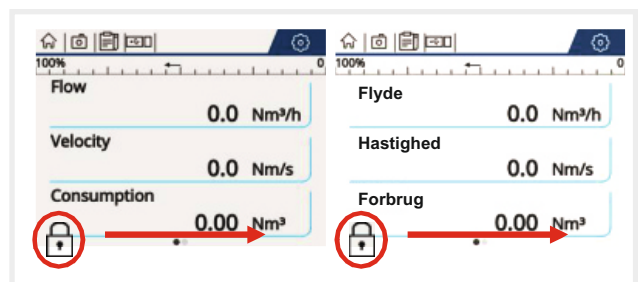 100% 0
Flow
0.0 Nm³/h
Velocity
0.0 Nm/s
Consumption
0.00 Nm³
100% 0
Flyde
0.0 Nm³/h
Hastighed
0.0 Nm/s
Forbrug
0.00 Nm³